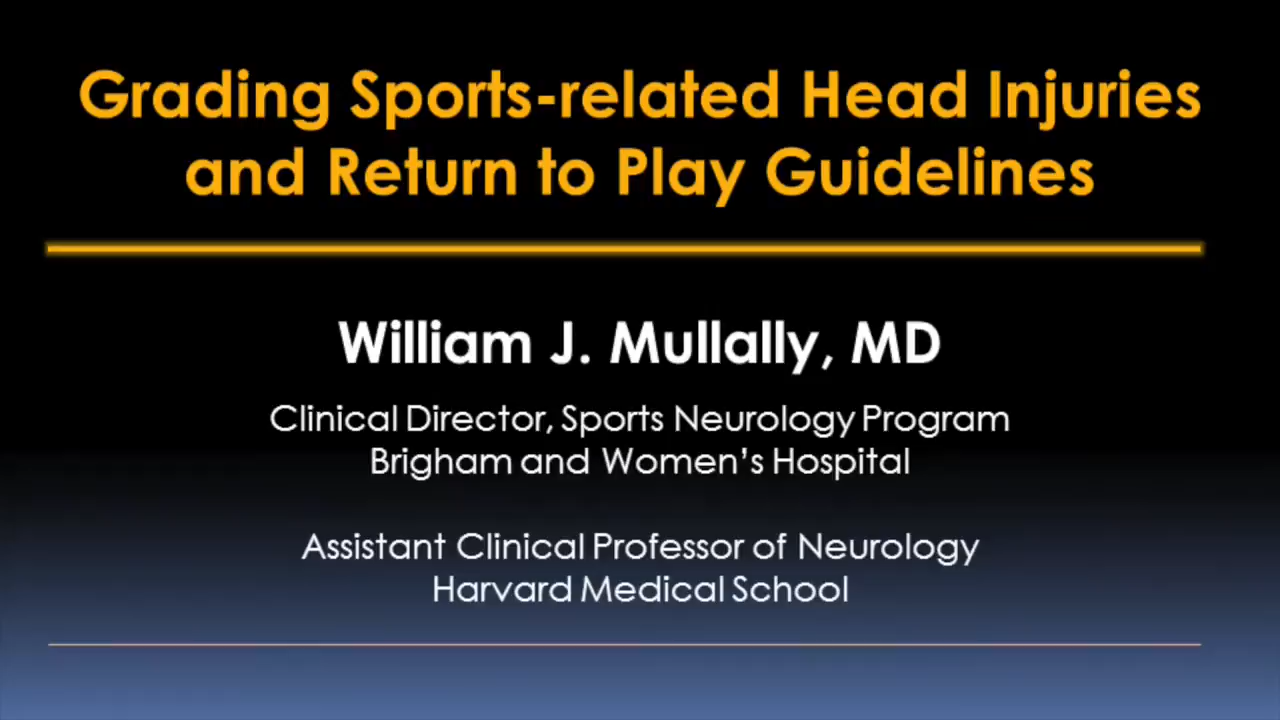 Grading Sports-related Head Injuries
and Return to Play Guidelines
William J. Mullally, MD
Clinical Director, Sports Neurology Program
Brigham and Women’s Hospital
Assistant Clinical Professor of Neurology
Harvard Medical School